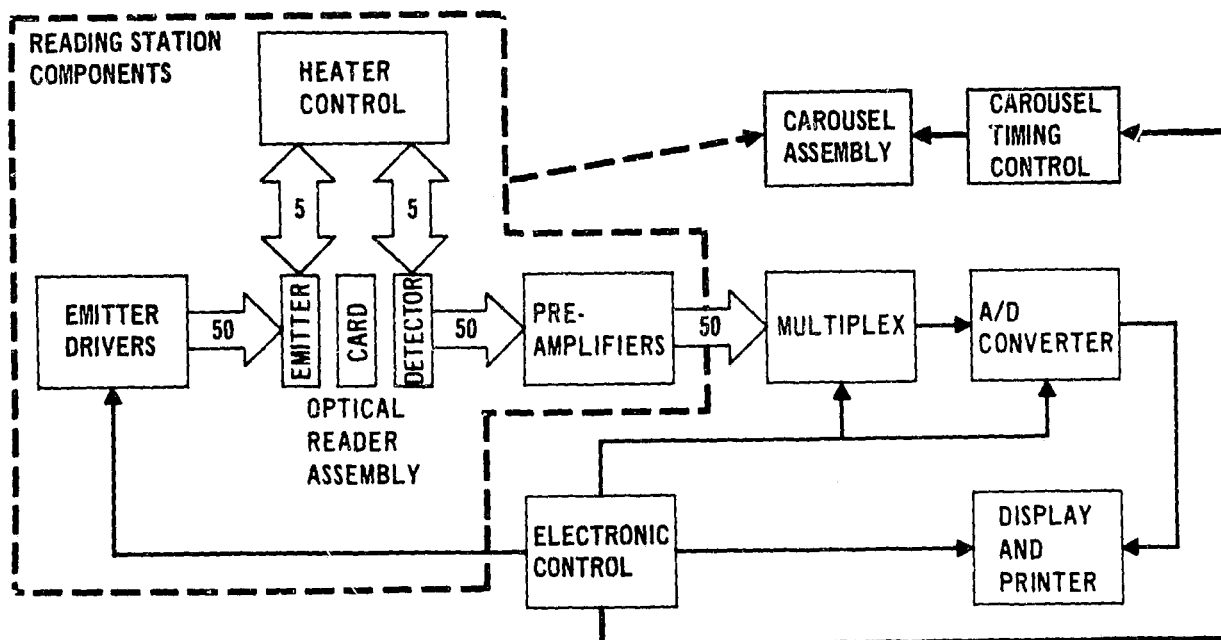 READING STATION
COMPONENTS
HEATER
CONTROL
CAROUSEL
ASSEMBLY
CAROUSEL
TIMING
CONTROL
5
5
EMITTER
DRIVERS
50
EMITTER
CARD
DETECTOR
50
PRE-
AMPLIFIERS
50
MULTIPLEX
A/D
CONVERTER
OPTICAL
READER
ASSEMBLY
ELECTRONIC
CONTROL
DISPLAY
AND
PRINTER